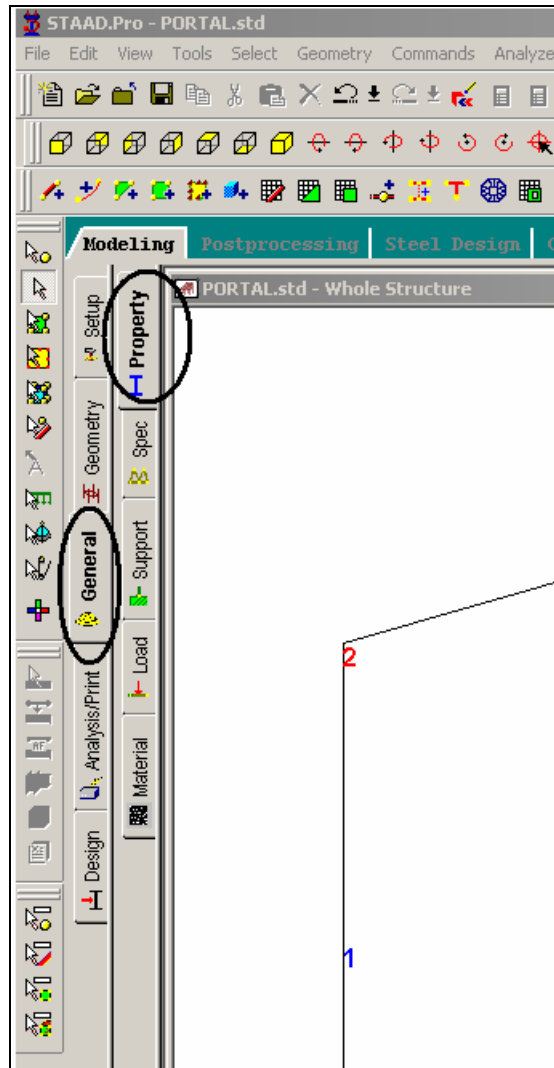 STAAD.Pro - PORTAL.std
File Edit View Tools Select Geometry Commands Analyze
Modeling Postprocessing Steel Design
PORTAL.std - Whole Structure
Setup
Geometry
General
Analysis/Print
Design
Property
Spec
Support
Load
Material
2
1